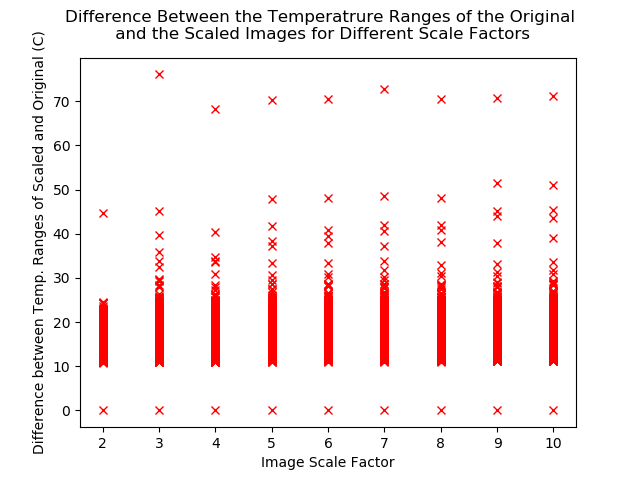 Difference Between the Temperatrure Ranges of the Original
and the Scaled Images for Different Scale Factors
Difference between Temp. Ranges of Scaled and Original (C)
70
60
50
40
30
20
10
0
2 3 4 5 6 7 8 9 10
Image Scale Factor